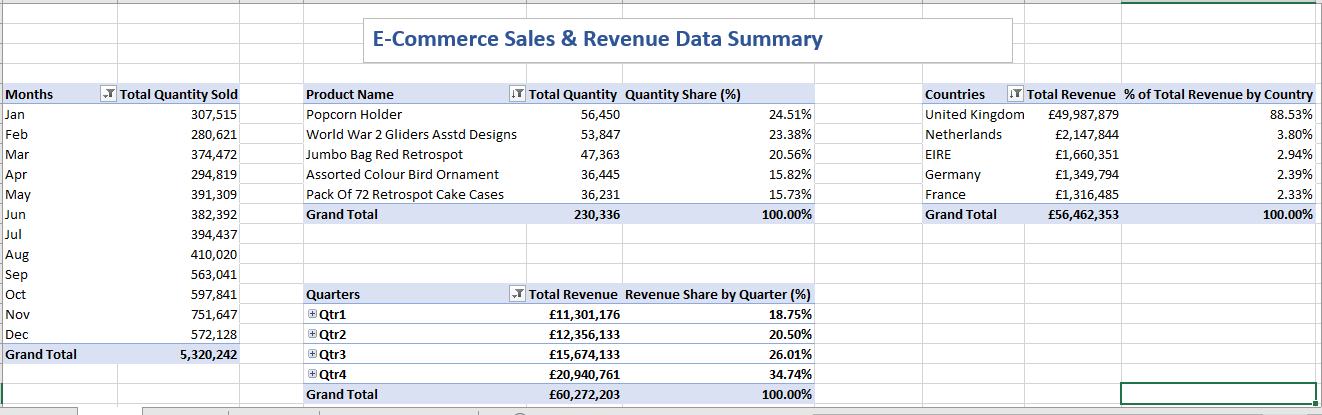 E-Commerce Sales & Revenue Data Summary
Months Total Quantity Sold
Jan 307,515
Feb 280,621
Mar 374,472
Apr 294,819
May 391,309
Jun 382,392
Jul 394,437
Aug 410,020
Sep 563,041
Oct 597,841
Nov 751,647
Dec 572,128
Grand Total 5,320,242
Product Name Total Quantity Quantity Share (%)
Popcorn Holder 56,450 24.51%
World War 2 Gliders Asstd Designs 53,847 23.38%
Jumbo Bag Red Retrospot 47,363 20.56%
Assorted Colour Bird Ornament 36,445 15.82%
Pack Of 72 Retrospot Cake Cases 36,231 15.73%
Grand Total 230,336 100.00%
Quarters Total Revenue Revenue Share by Quarter (%)
Qtr1 £11,301,176 18.75%
Qtr2 £12,356,133 20.50%
Qtr3 £15,674,133 26.01%
Qtr4 £20,940,761 34.74%
Grand Total £60,272,203 100.00%
Countries Total Revenue % of Total Revenue by Country
United Kingdom £49,987,879 88.53%
Netherlands £2,147,844 3.80%
EIRE £1,660,351 2.94%
Germany £1,349,794 2.39%
France £1,316,485 2.33%
Grand Total £56,462,353 100.00%